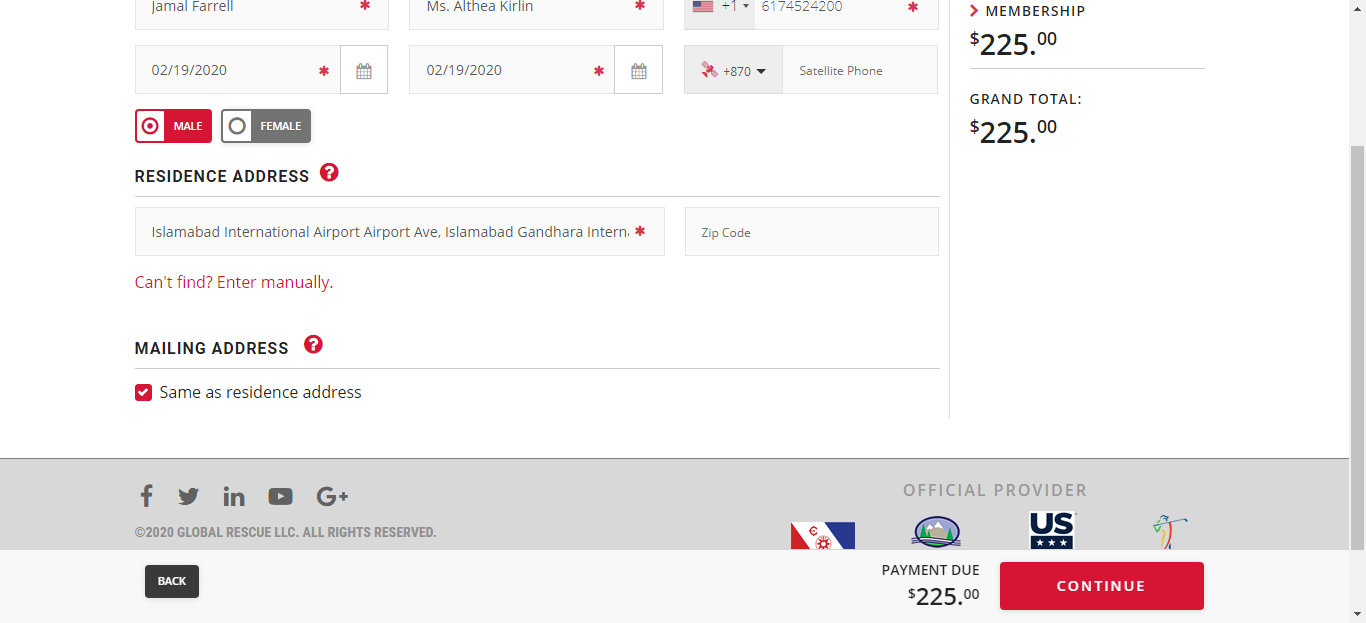 Jamal Farrell *
Ms. Althea Kirlin *
+1 6174524200 *
02/19/2020 *
02/19/2020 *
+870 Satellite Phone
MALE
FEMALE
RESIDENCE ADDRESS ?
Islamabad International Airport Airport Ave, Islamabad Gandhara Intern *
Zip Code
Can't find? Enter manually.
MAILING ADDRESS ?
Same as residence address
MEMBERSHIP
$225.00
GRAND TOTAL:
$225.00
©2020 GLOBAL RESCUE LLC. ALL RIGHTS RESERVED.
OFFICIAL PROVIDER
US
BACK
PAYMENT DUE
$225.00
CONTINUE